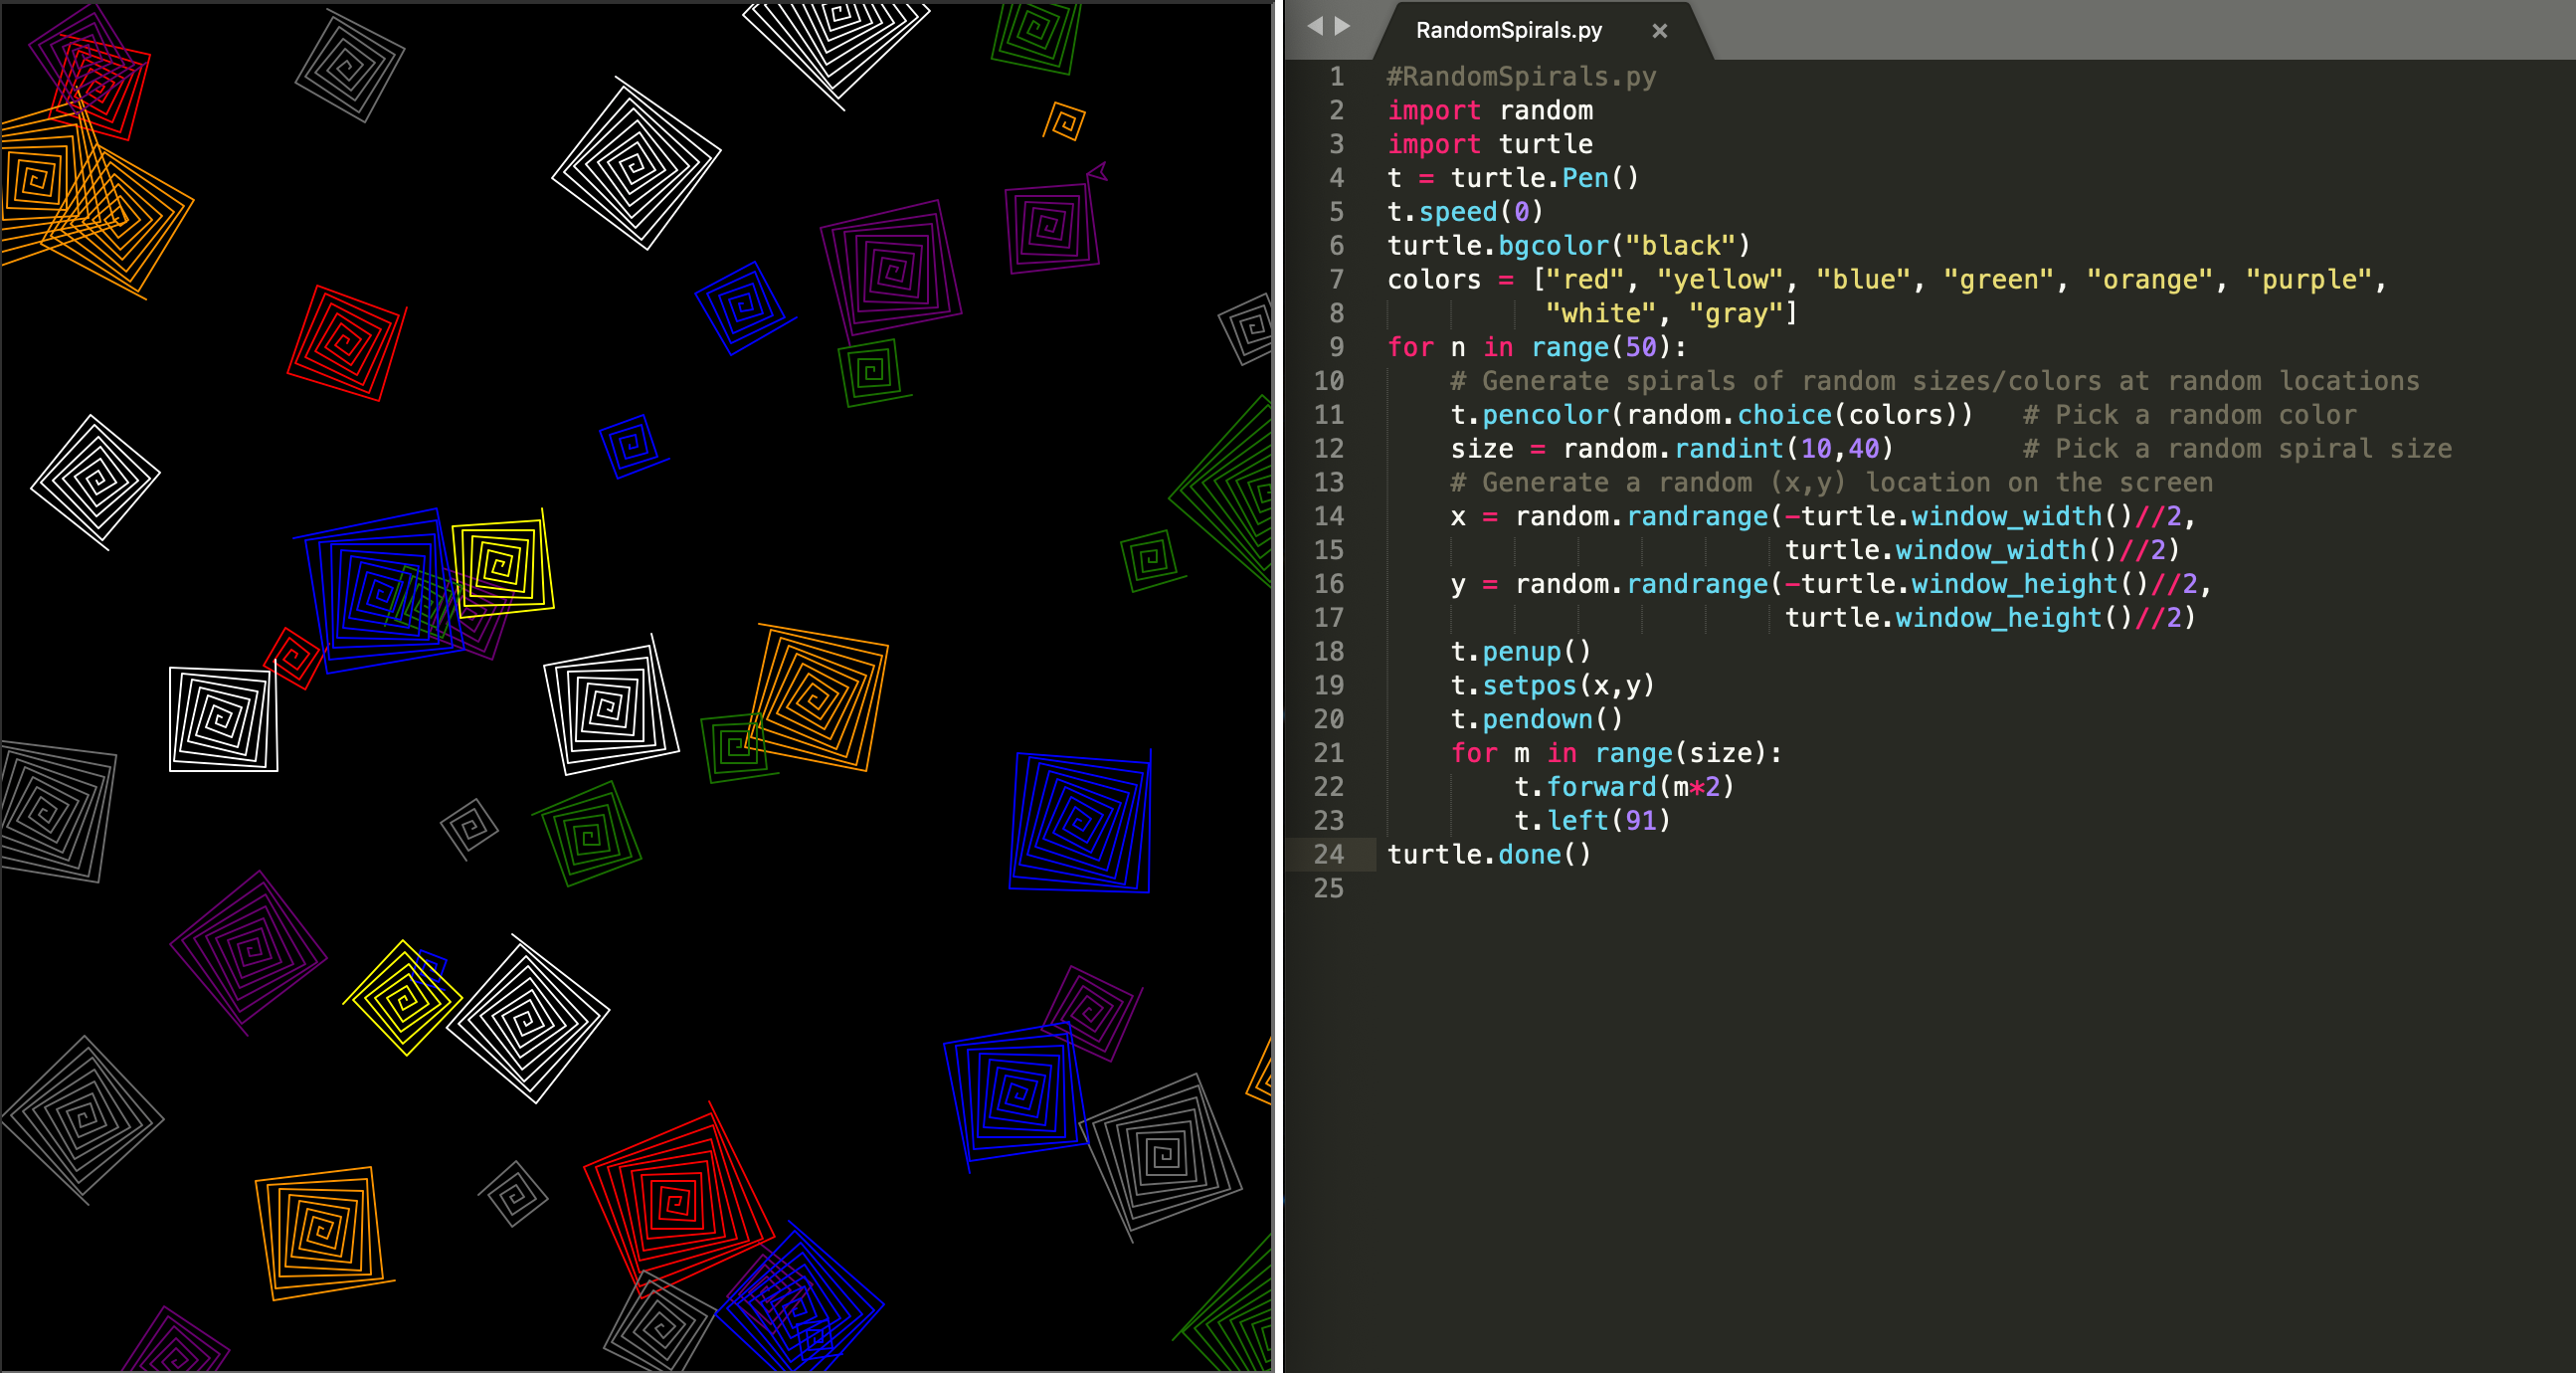 RandomSpirals.py ×
1 #RandomSpirals.py
2 import random
3 import turtle
4 t = turtle.Pen()
5 t.speed(0)
6 turtle.bgcolor("black")
7 colors = ["red", "yellow", "blue", "green", "orange", "purple",
8           "white", "gray"]
9 for n in range(50):
10     # Generate spirals of random sizes/colors at random locations
11     t.pencolor(random.choice(colors))   # Pick a random color
12     size = random.randint(10,40)        # Pick a random spiral size
13     # Generate a random (x,y) location on the screen
14     x = random.randrange(-turtle.window_width()//2,
15                          turtle.window_width()//2)
16     y = random.randrange(-turtle.window_height()//2,
17                          turtle.window_height()//2)
18     t.penup()
19     t.setpos(x,y)
20     t.pendown()
21     for m in range(size):
22         t.forward(m*2)
23         t.left(91)
24 turtle.done()
25